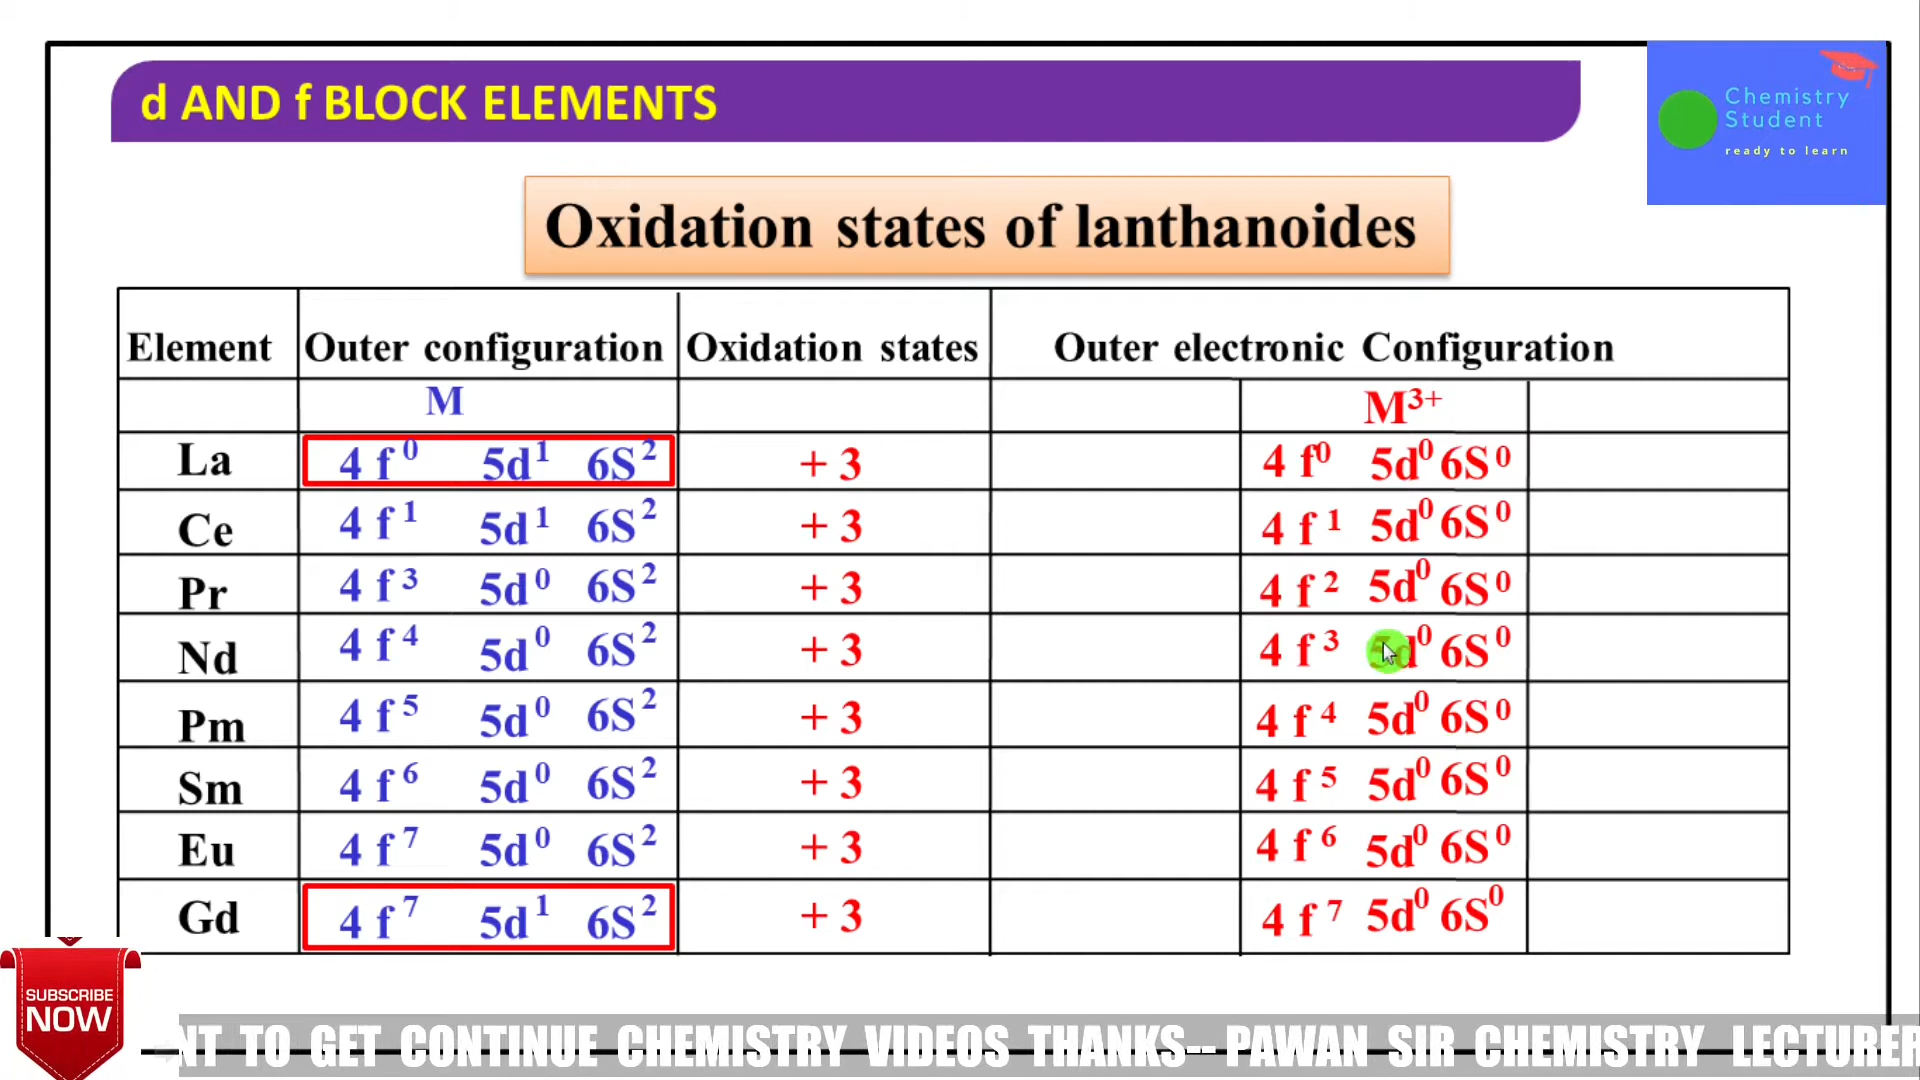 d AND f BLOCK ELEMENTS
Chemistry
Student
ready to learn
Oxidation states of lanthanoides
Element Outer configuration Oxidation states Outer electronic Configuration
M M³⁺
La 4 f⁰ 5d¹ 6S² + 3 4 f⁰ 5d⁰ 6S⁰
Ce 4 f¹ 5d¹ 6S² + 3 4 f¹ 5d⁰ 6S⁰
Pr 4 f³ 5d⁰ 6S² + 3 4 f² 5d⁰ 6S⁰
Nd 4 f⁴ 5d⁰ 6S² + 3 4 f³ 5d⁰ 6S⁰
Pm 4 f⁵ 5d⁰ 6S² + 3 4 f⁴ 5d⁰ 6S⁰
Sm 4 f⁶ 5d⁰ 6S² + 3 4 f⁵ 5d⁰ 6S⁰
Eu 4 f⁷ 5d⁰ 6S² + 3 4 f⁶ 5d⁰ 6S⁰
Gd 4 f⁷ 5d¹ 6S² + 3 4 f⁷ 5d⁰ 6S⁰
SUBSCRIBE
NOW
NT TO GET CONTINUE CHEMISTRY VIDEOS THANKS-- PAWAN SIR CHEMISTRY LECTURER